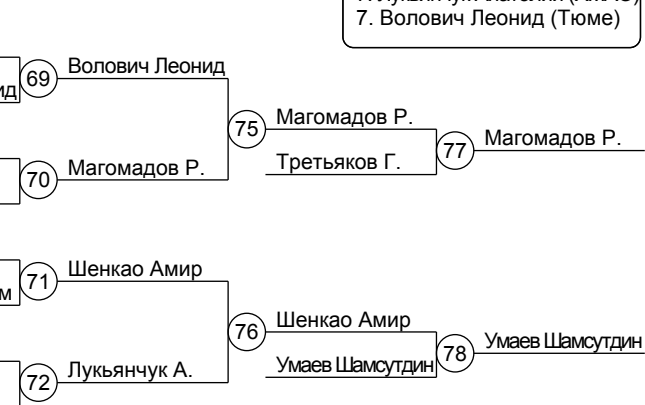 7. Волович Леонид (Тюме)
69
Волович Леонид
ид
75
Магомадов Р.
77
Магомадов Р.
Третьяков Г.
70
Магомадов Р.
71
Шенкао Амир
м
76
Шенкао Амир
78
Умаев Шамсутдин
Умаев Шамсутдин
72
Лукьянчук А.